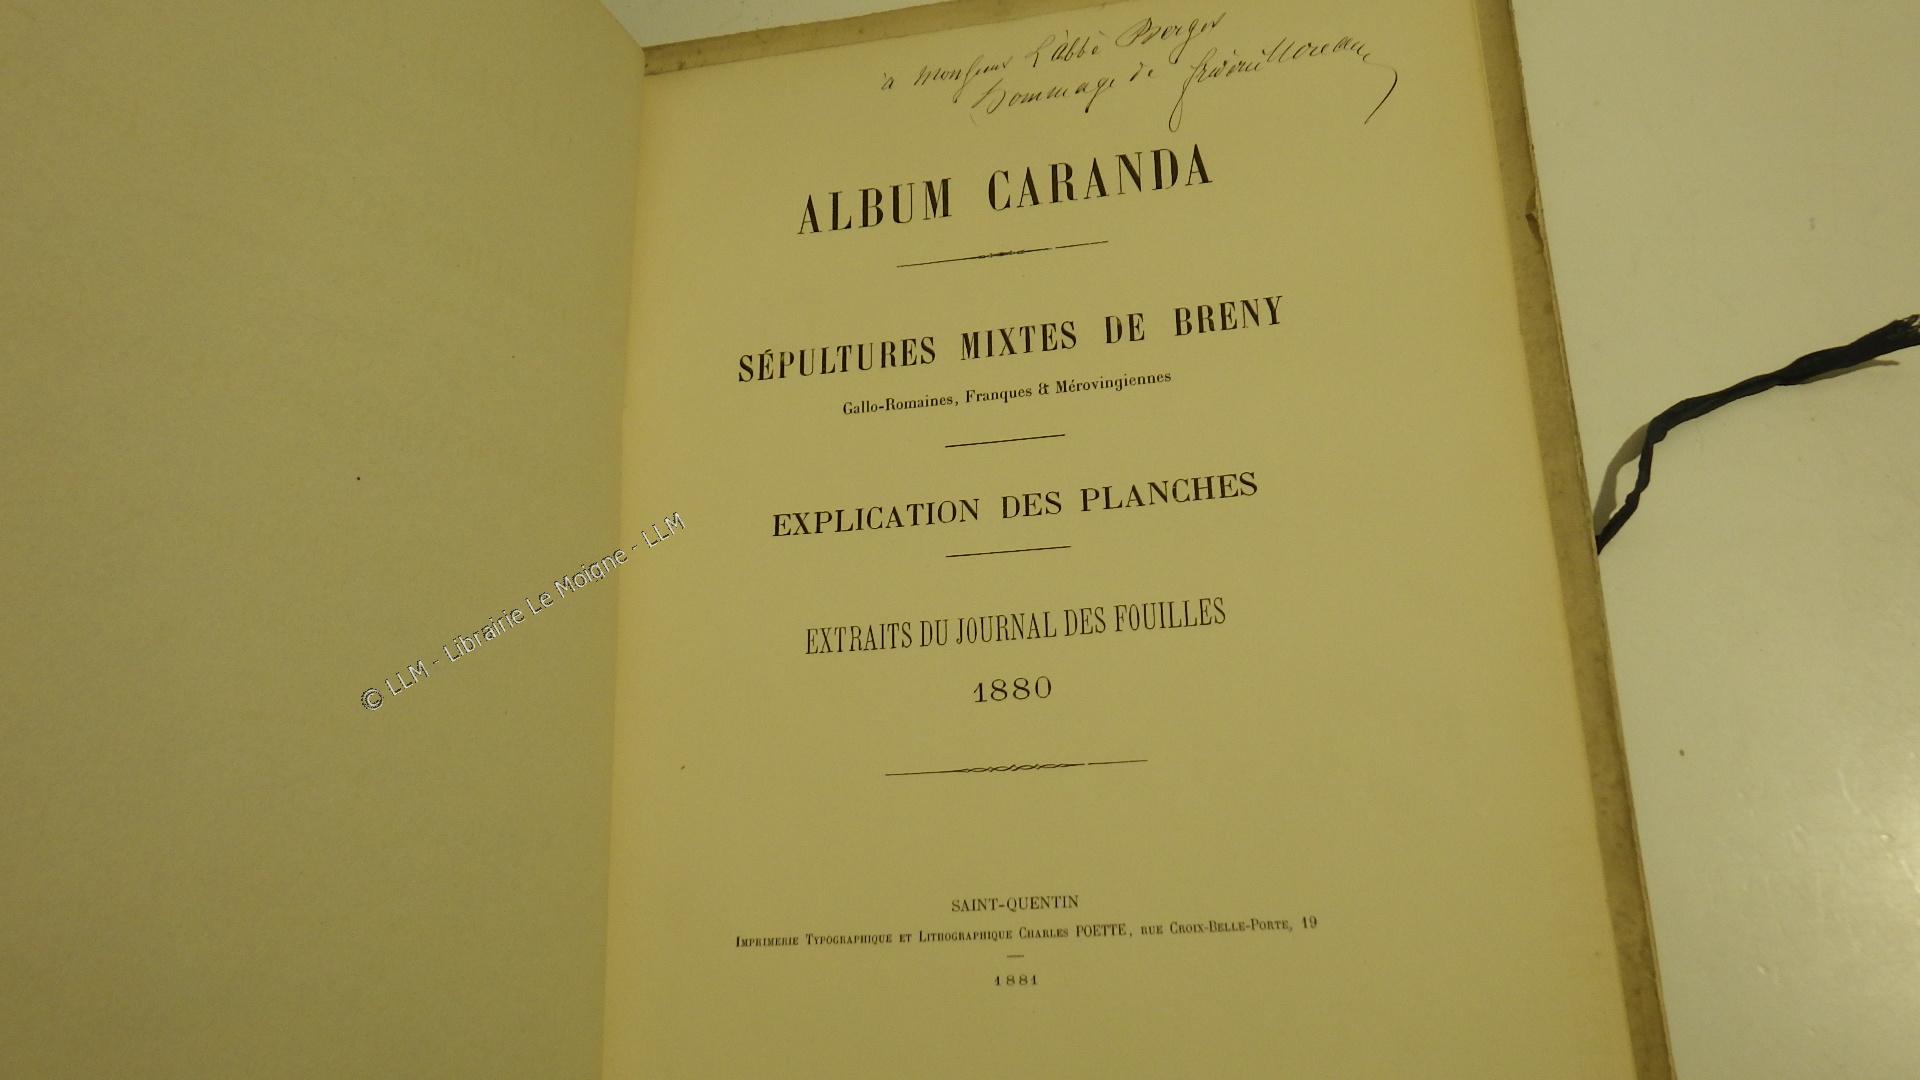 à Monsieur L'abbé Berger
Hommage de Frédéric Moreau
ALBUM CARANDA
SÉPULTURES MIXTES DE BRENY
Gallo-Romaines, Franques & Mérovingiennes
EXPLICATION DES PLANCHES
EXTRAITS DU JOURNAL DES FOUILLES
1880
SAINT-QUENTIN
IMPRIMERIE TYPOGRAPHIQUE ET LITHOGRAPHIQUE CHARLES POETTE, RUE CROIX-BELLE-PORTE, 19
1881
© LLM - Librairie Le Moigne - LLM